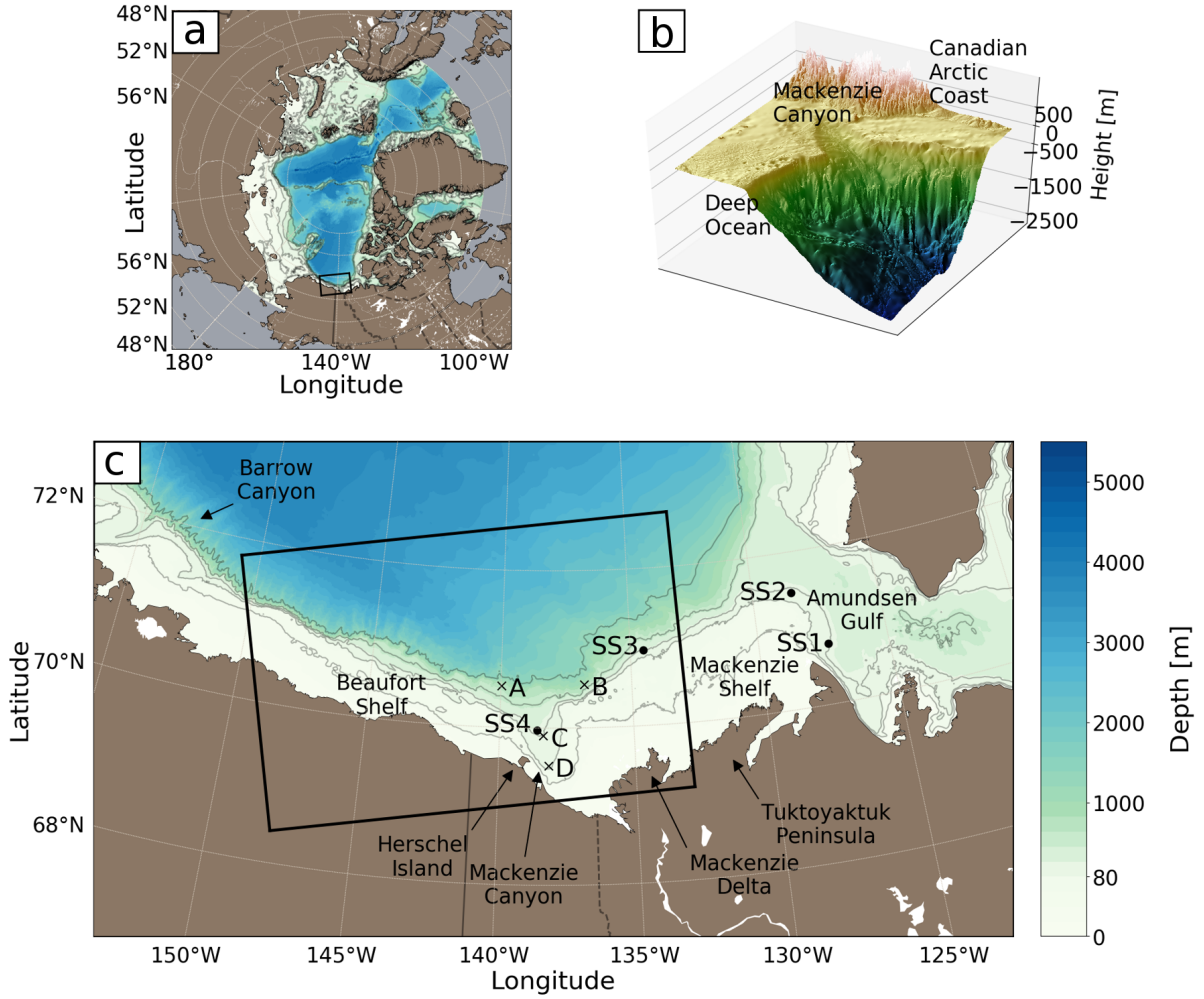 a
48°N
52°N
56°N
56°N
52°N
48°N
Latitude
180°
140°W
100°W
Longitude
b
Canadian
Arctic
Coast
Mackenzie
Canyon
Deep
Ocean
500
0
−500
−1500
−2500
Height [m]
c
Barrow
Canyon
72°N
70°N
68°N
Latitude
SS2
Amundsen
Gulf
SS1
SS3
Mackenzie
Shelf
Beaufort
Shelf
A
B
SS4
C
D
Herschel
Island
Mackenzie
Canyon
Mackenzie
Delta
Tuktoyaktuk
Peninsula
150°W
145°W
140°W
135°W
130°W
125°W
Longitude
5000
4000
3000
2000
1000
80
0
Depth [m]